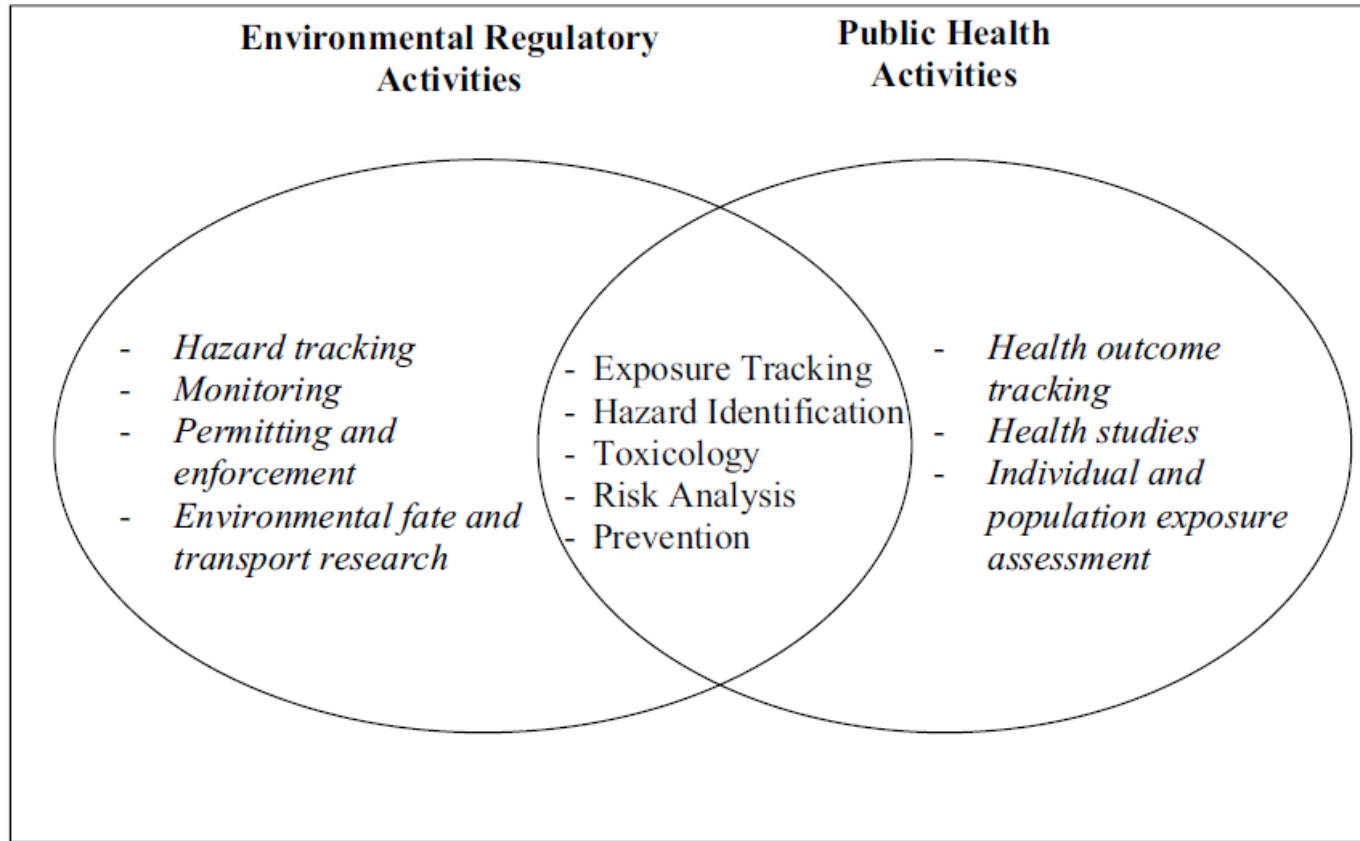 Environmental Regulatory
Activities
Public Health
Activities
- Hazard tracking
- Monitoring
- Permitting and
enforcement
- Environmental fate and
transport research
- Exposure Tracking
- Hazard Identification
- Toxicology
- Risk Analysis
- Prevention
- Health outcome
tracking
- Health studies
- Individual and
population exposure
assessment